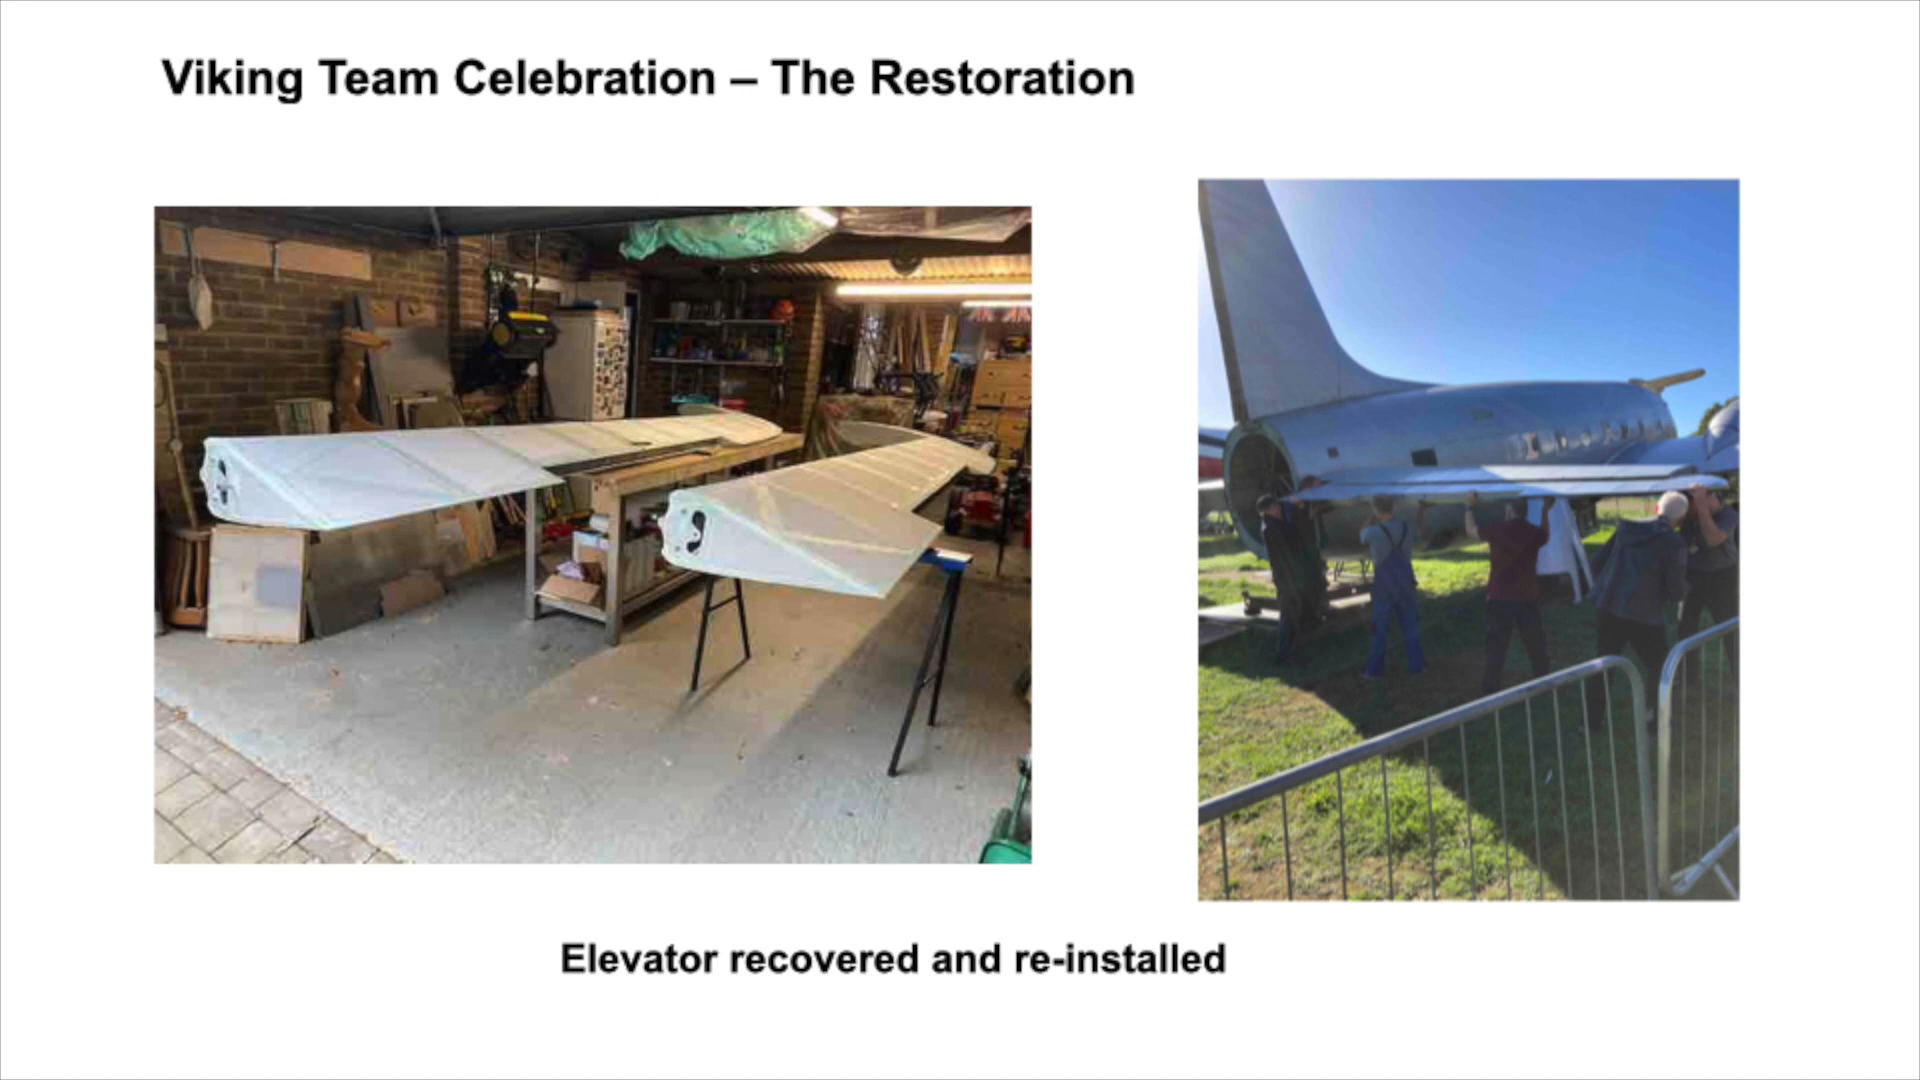 Viking Team Celebration – The Restoration
Elevator recovered and re-installed